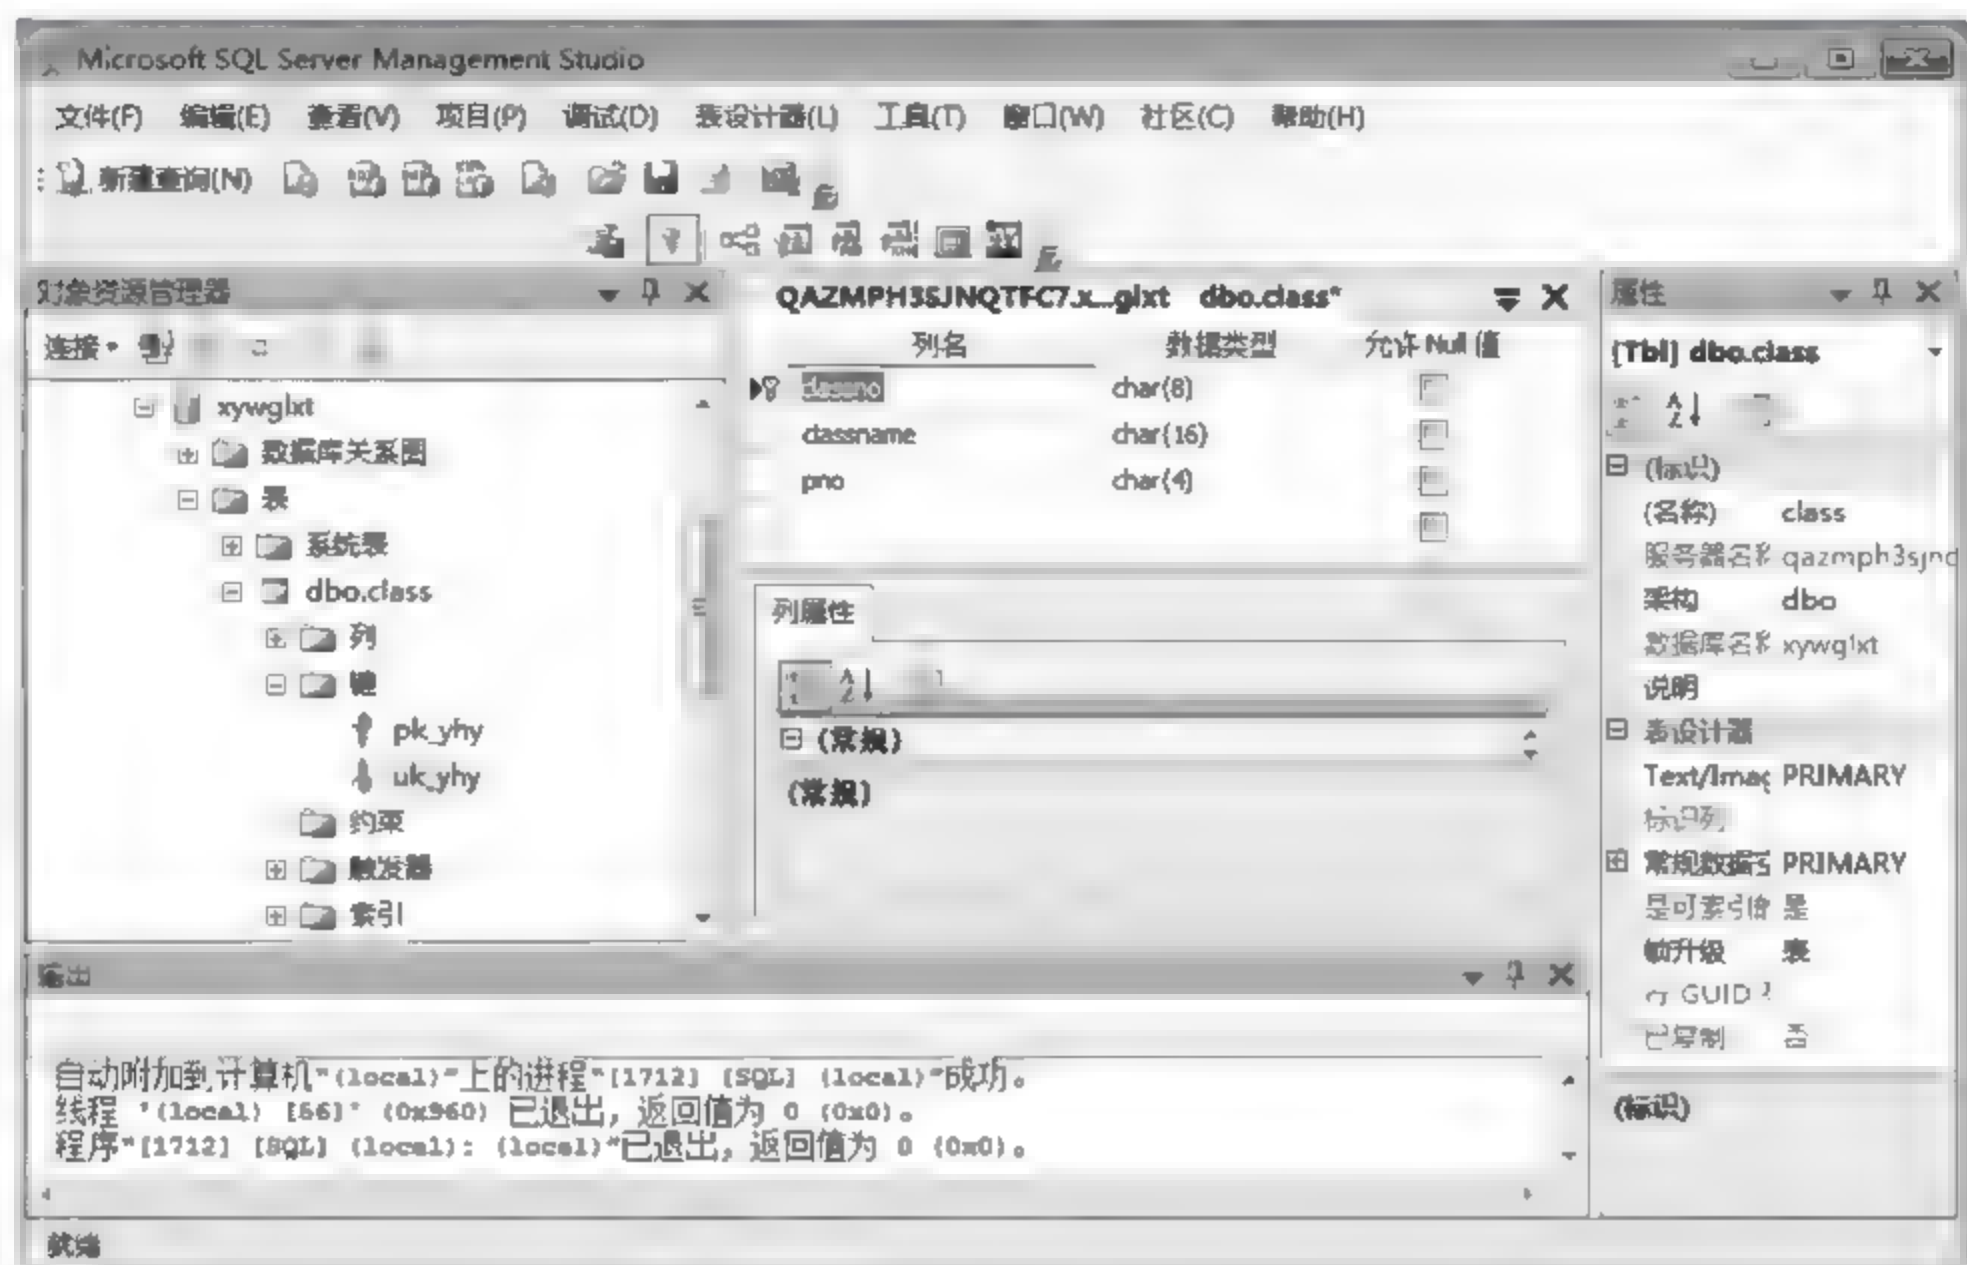 Microsoft SQL Server Management Studio
文件(F) 编辑(E) 查看(V) 项目(P) 调试(D) 表设计器(L) 工具(T) 窗口(W) 社区(C) 帮助(H)
新建查询(N)
对象资源管理器
连接
xywglxt
数据库关系图
表
系统表
dbo.class
列
键
pk_yhy
uk_yhy
约束
触发器
索引
QAZMPH3SJNQTFC7.x...glxt dbo.class*
列名 数据类型 允许 Null 值
classno char(8)
classname char(16)
pno char(4)
列属性
(常规)
(常规)
属性
[Tbl] dbo.class
(标识)
(名称) class
服务器名称 qazmph3sjnq
架构 dbo
数据库名称 xywglxt
说明
表设计器
Text/Imag PRIMARY
标识列
常规数据空 PRIMARY
是可索引的 是
锁升级 表
行 GUID 列
已复制 否
(标识)
输出
自动附加到计算机"(local)"上的进程"[1712] [SQL] (local)"成功。
线程 '(local) [56]' (0x960) 已退出，返回值为 0 (0x0)。
程序"[1712] [SQL] (local): (local)"已退出，返回值为 0 (0x0)。
就绪